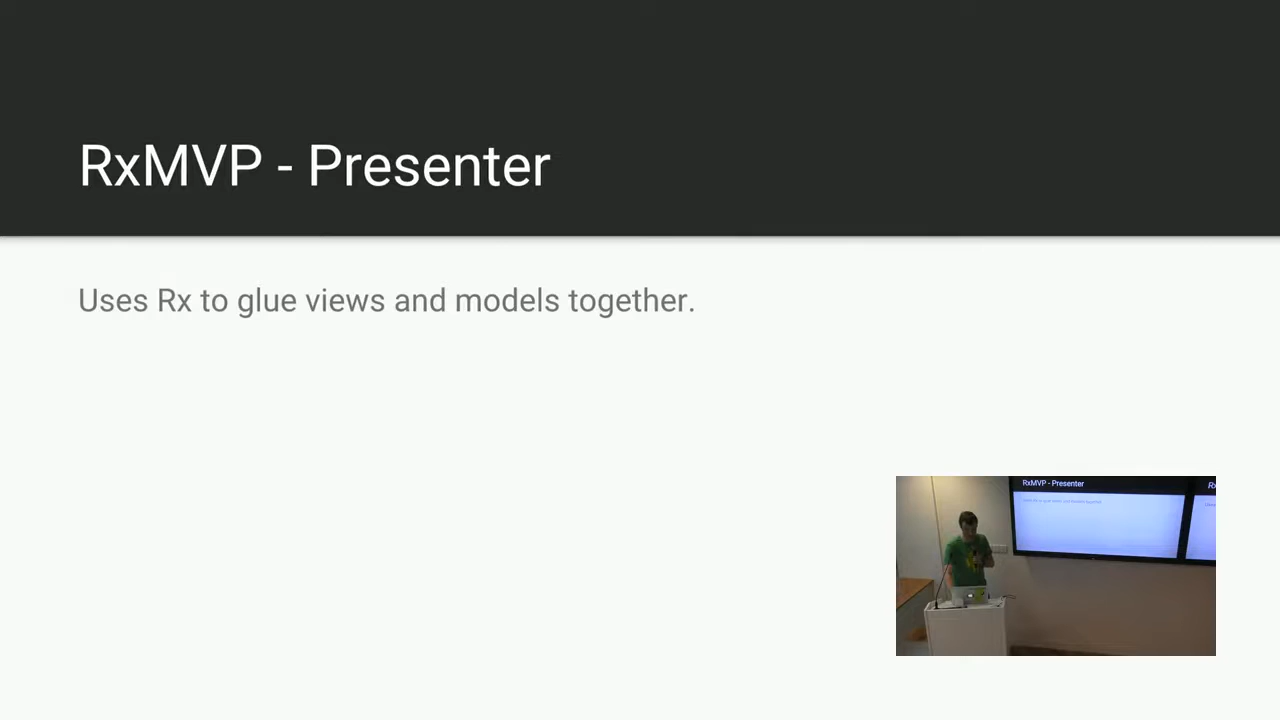 RxMVP - Presenter
Uses Rx to glue views and models together.
RxMVP - Presenter